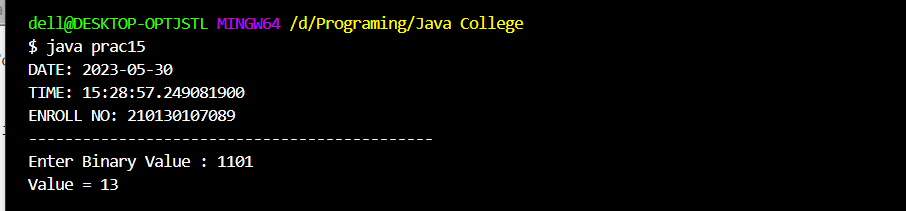 dell@DESKTOP-OPTJSTL MINGW64 /d/Programing/Java College
$ java prac15
DATE: 2023-05-30
TIME: 15:28:57.249081900
ENROLL NO: 210130107089
---------------------------------------------
Enter Binary Value : 1101
Value = 13